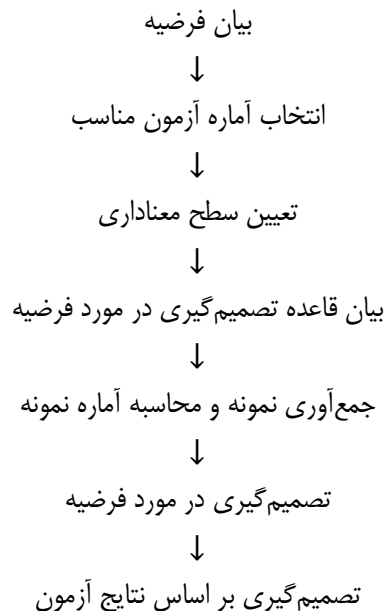 بیان فرضیه
↓
انتخاب آماره آزمون مناسب
↓
تعیین سطح معناداری
↓
بیان قاعده تصمیم‌گیری در مورد فرضیه
↓
جمع‌آوری نمونه و محاسبه آماره نمونه
↓
تصمیم‌گیری در مورد فرضیه
↓
تصمیم‌گیری بر اساس نتایج آزمون